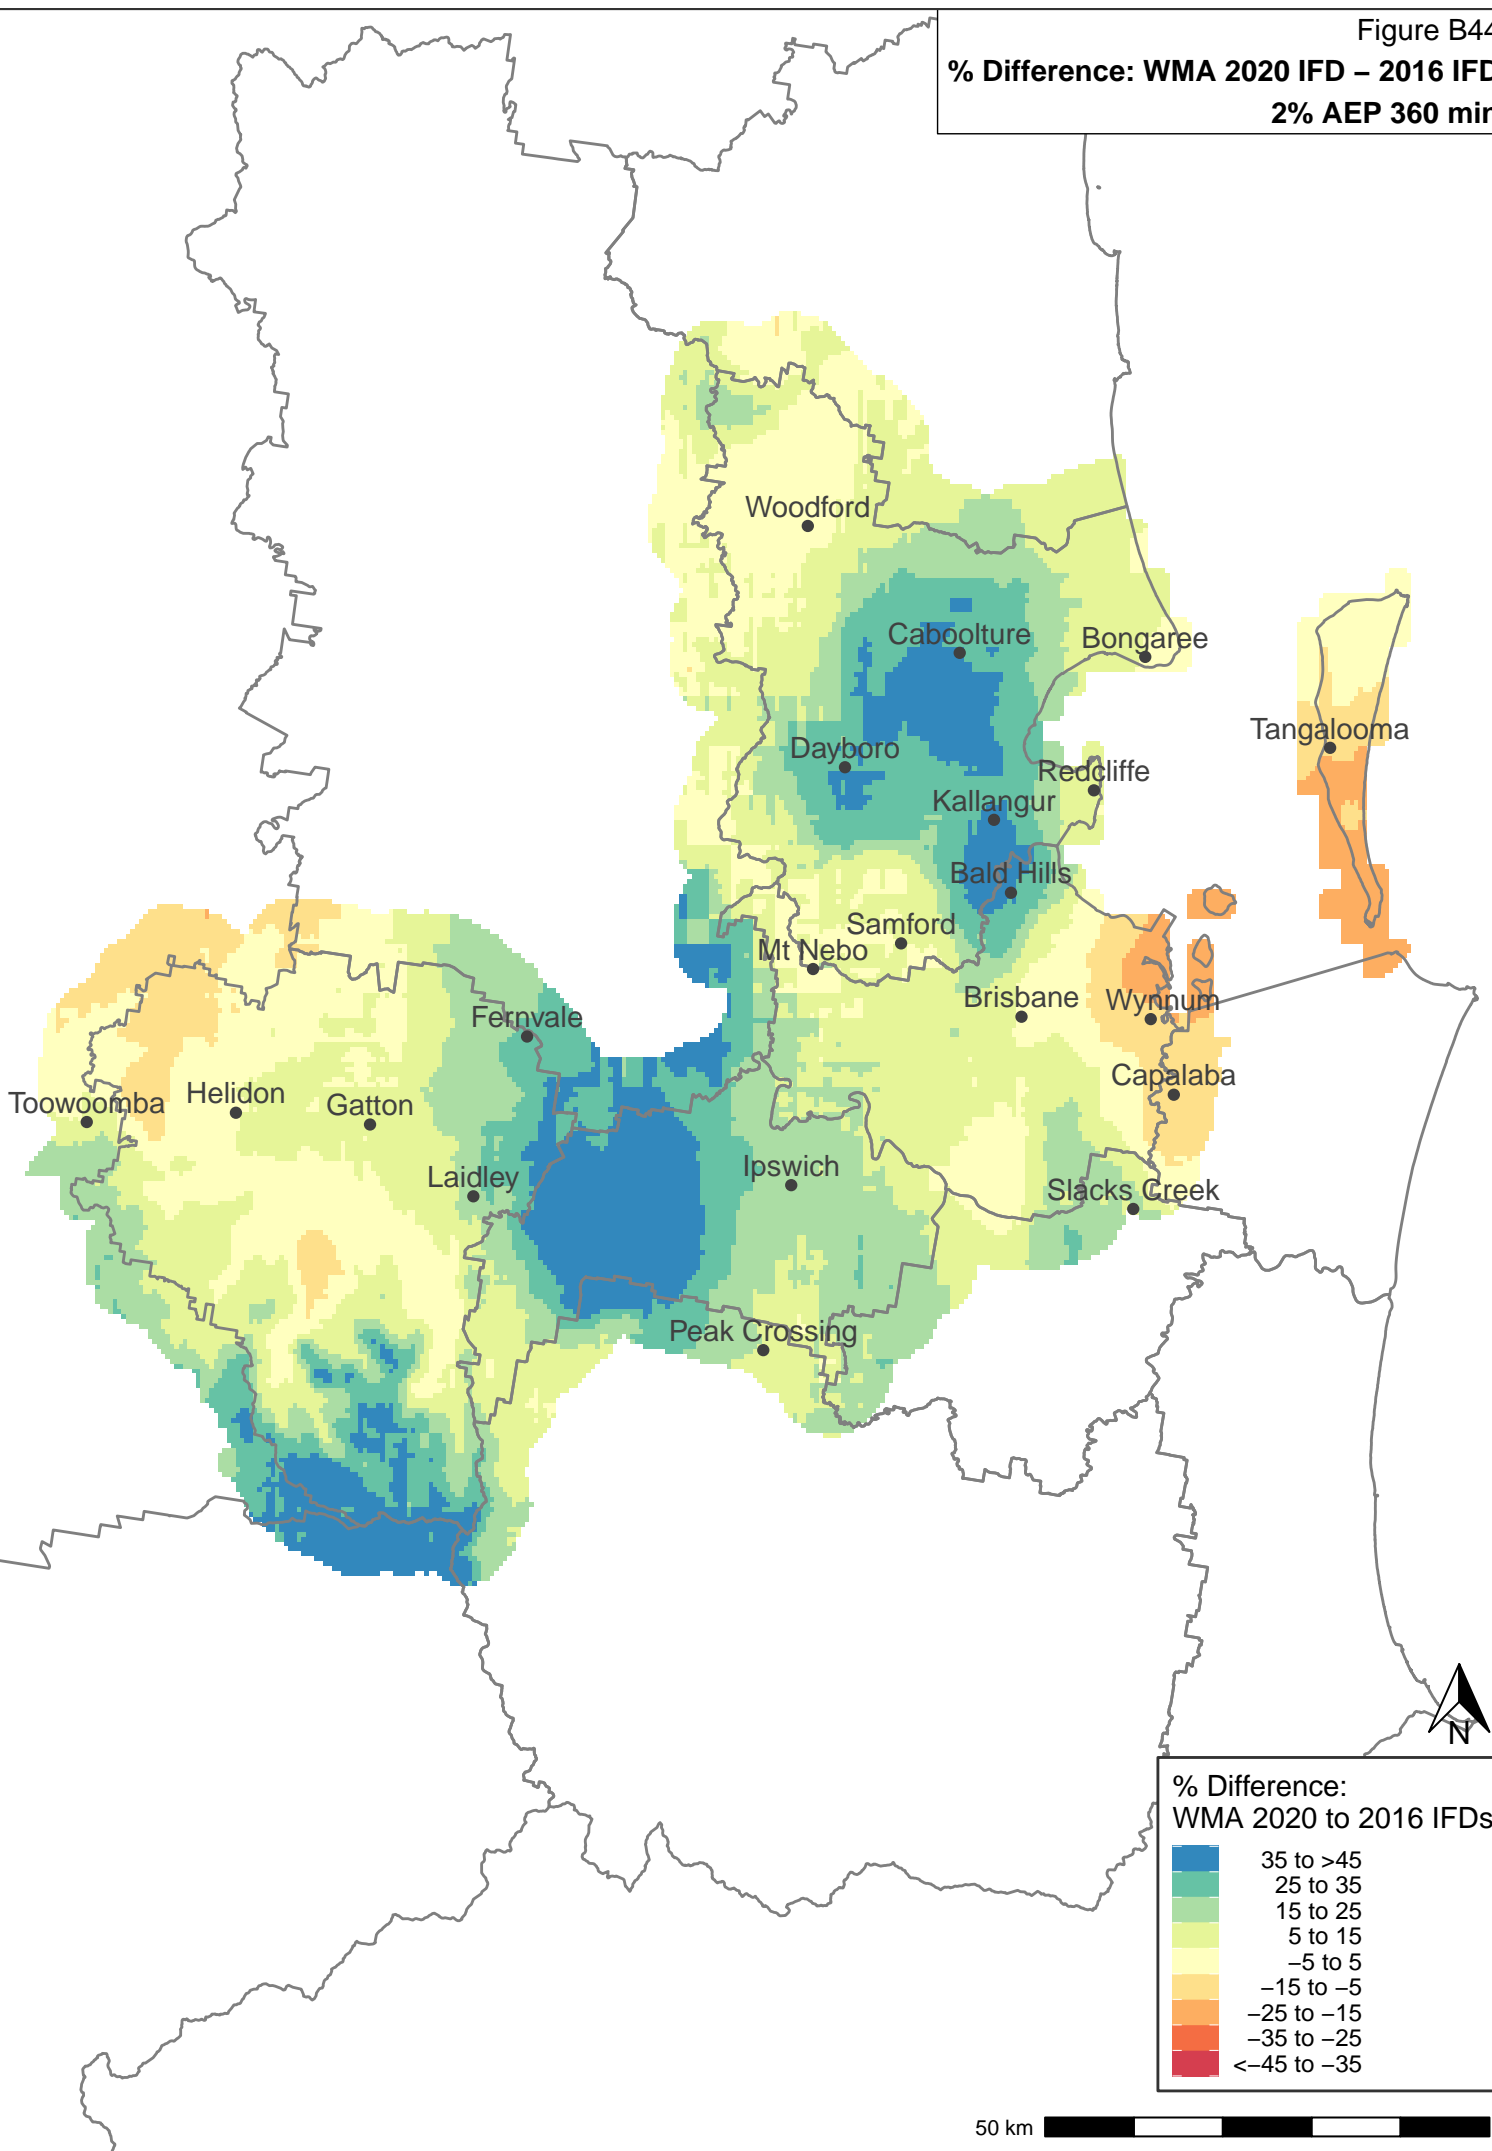 Figure B44
% Difference: WMA 2020 IFD – 2016 IFD
2% AEP 360 min
Woodford
Caboolture
Bongaree
Tangalooma
Dayboro
Redcliffe
Kallangur
Bald Hills
Samford
Mt Nebo
Brisbane
Wynnum
Fernvale
Capalaba
Toowoomba
Helidon
Gatton
Ipswich
Laidley
Slacks Creek
Peak Crossing
N
% Difference:
WMA 2020 to 2016 IFDs
35 to >45
25 to 35
15 to 25
5 to 15
−5 to 5
−15 to −5
−25 to −15
−35 to −25
<−45 to −35
50 km